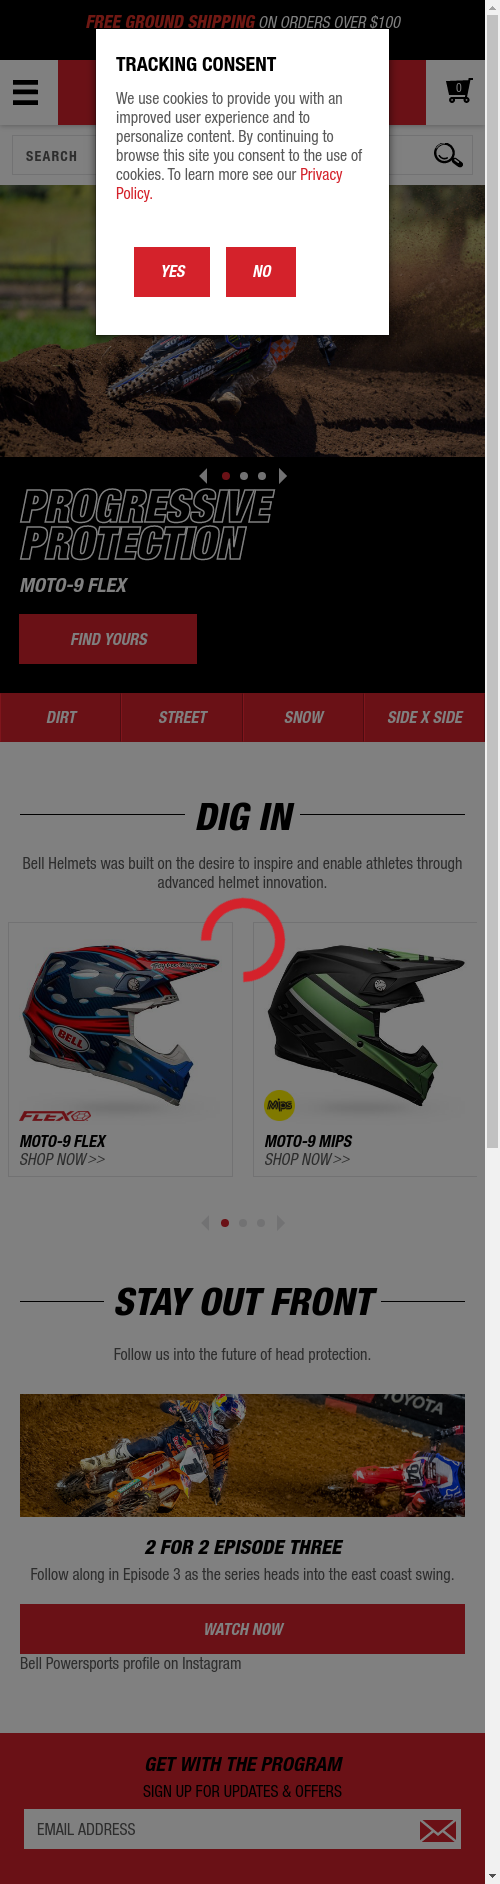 FREE GROUND SHIPPING ON ORDERS OVER $100
TRACKING CONSENT
We use cookies to provide you with an
improved user experience and to
personalize content. By continuing to
browse this site you consent to the use of
cookies. To learn more see our Privacy
Policy.
YES NO
0
SEARCH
PROGRESSIVE
PROTECTION
MOTO-9 FLEX
FIND YOURS
DIRT STREET SNOW SIDE X SIDE
DIG IN
Bell Helmets was built on the desire to inspire and enable athletes through
advanced helmet innovation.
BELL
FLEX
Mips
MOTO-9 FLEX
SHOP NOW>>
MOTO-9 MIPS
SHOP NOW>>
STAY OUT FRONT
Follow us into the future of head protection.
TOYOTA
2 FOR 2 EPISODE THREE
Follow along in Episode 3 as the series heads into the east coast swing.
WATCH NOW
Bell Powersports profile on Instagram
GET WITH THE PROGRAM
SIGN UP FOR UPDATES & OFFERS
EMAIL ADDRESS